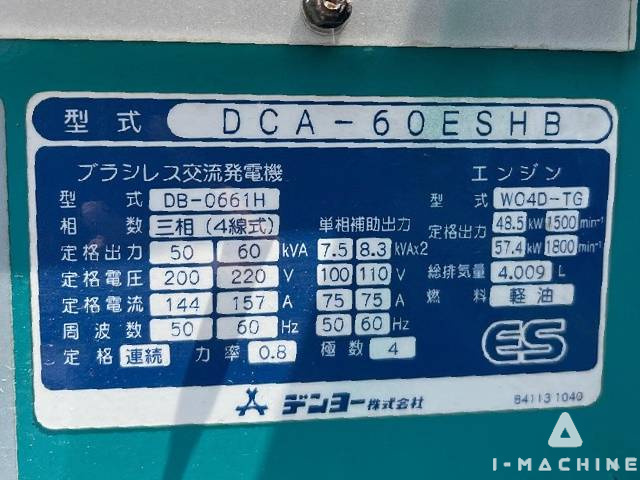 型式 DCA-60ESHB
ブラシレス交流発電機 エンジン
型式 DB-0661H 型式 W04D-TG
相数 三相(4線式) 単相補助出力 定格出力 48.5 kW 1500 min⁻¹
定格出力 50 60 kVA 7.5 8.3 kVA×2 57.4 kW 1800 min⁻¹
定格電圧 200 220 V 100 110 V 総排気量 4.009 L
定格電流 144 157 A 75 75 A 燃料 軽油
周波数 50 60 Hz 50 60 Hz
定格 連続 力率 0.8 極数 4 ES
デンヨー株式会社 B41131040
I-MACHINE